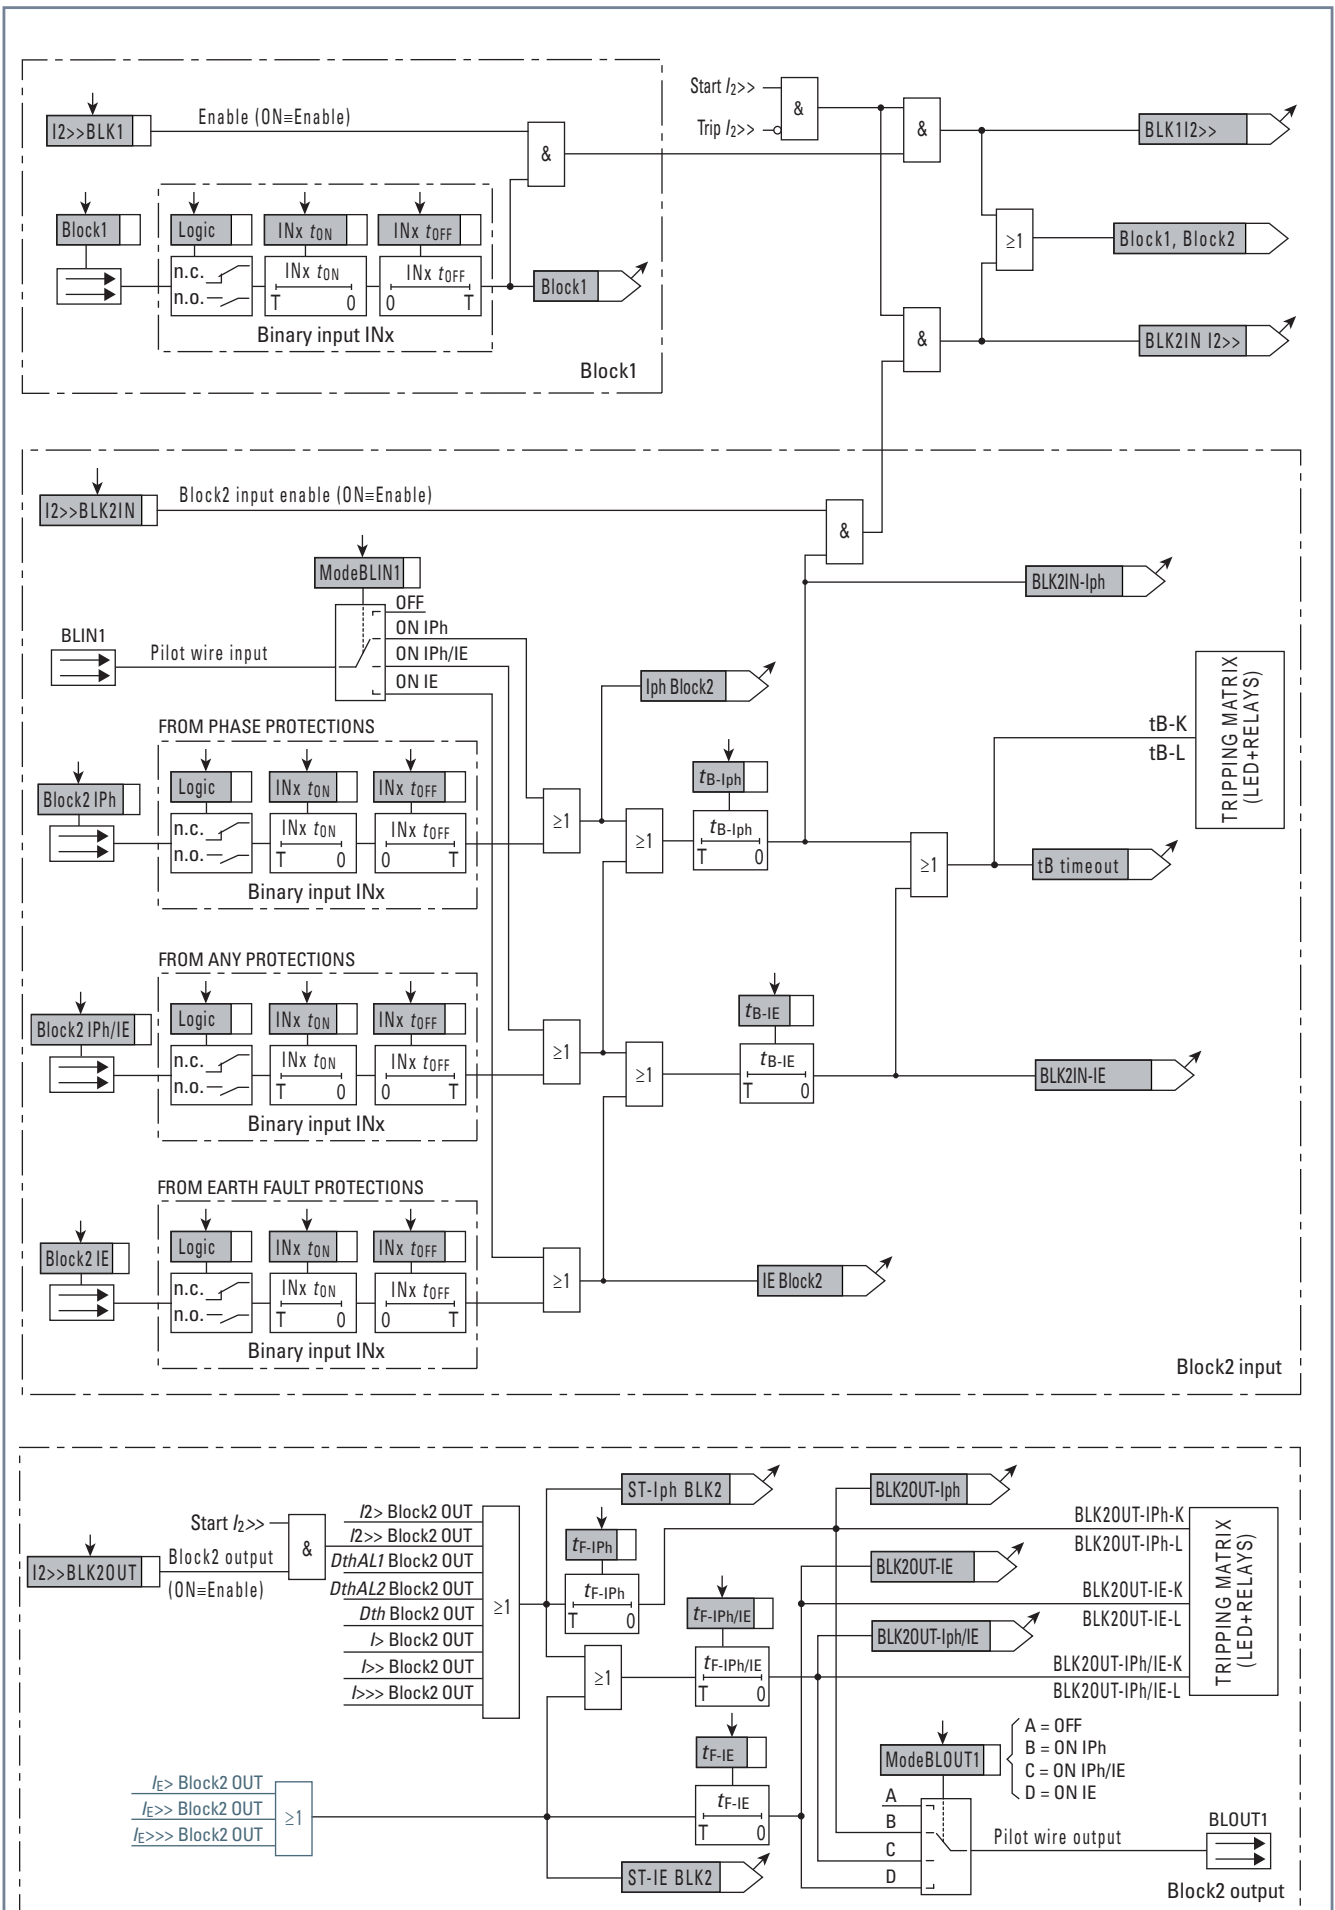 Start I2>>
Trip I2>>
&
I2>>BLK1
Enable (ON≡Enable)
&
&
BLK1I2>>
Block1
Logic
INx tON
INx tOFF
n.c.
n.o.
INx tON
T 0
INx tOFF
0 T
Binary input INx
Block1
Block1
≥1
Block1, Block2
&
BLK2IN I2>>
I2>>BLK2IN
Block2 input enable (ON≡Enable)
&
ModeBLIN1
OFF
ON IPh
ON IPh/IE
ON IE
BLIN1
Pilot wire input
BLK2IN-Iph
Iph Block2
TRIPPING MATRIX
(LED+RELAYS)
tB-K
tB-L
FROM PHASE PROTECTIONS
Block2 IPh
Logic
INx tON
INx tOFF
n.c.
n.o.
INx tON
T 0
INx tOFF
0 T
Binary input INx
≥1
≥1
tB-Iph
tB-Iph
T 0
≥1
tB timeout
FROM ANY PROTECTIONS
Block2 IPh/IE
Logic
INx tON
INx tOFF
n.c.
n.o.
INx tON
T 0
INx tOFF
0 T
Binary input INx
≥1
≥1
tB-IE
tB-IE
T 0
BLK2IN-IE
FROM EARTH FAULT PROTECTIONS
Block2 IE
Logic
INx tON
INx tOFF
n.c.
n.o.
INx tON
T 0
INx tOFF
0 T
Binary input INx
≥1
IE Block2
Block2 input
I2>>BLK2OUT
Start I2>>
Block2 output
(ON≡Enable)
&
I2> Block2 OUT
I2>> Block2 OUT
DthAL1 Block2 OUT
DthAL2 Block2 OUT
Dth Block2 OUT
I> Block2 OUT
I>> Block2 OUT
I>>> Block2 OUT
≥1
ST-Iph BLK2
tF-IPh
tF-IPh
T 0
≥1
tF-IPh/IE
tF-IPh/IE
T 0
BLK2OUT-Iph
BLK2OUT-IE
BLK2OUT-Iph/IE
BLK2OUT-IPh-K
BLK2OUT-IPh-L
BLK2OUT-IE-K
BLK2OUT-IE-L
BLK2OUT-IPh/IE-K
BLK2OUT-IPh/IE-L
TRIPPING MATRIX
(LED+RELAYS)
IE> Block2 OUT
IE>> Block2 OUT
IE>>> Block2 OUT
≥1
tF-IE
tF-IE
T 0
ST-IE BLK2
ModeBLOUT1
A = OFF
B = ON IPh
C = ON IPh/IE
D = ON IE
A
B
C
D
Pilot wire output
BLOUT1
Block2 output